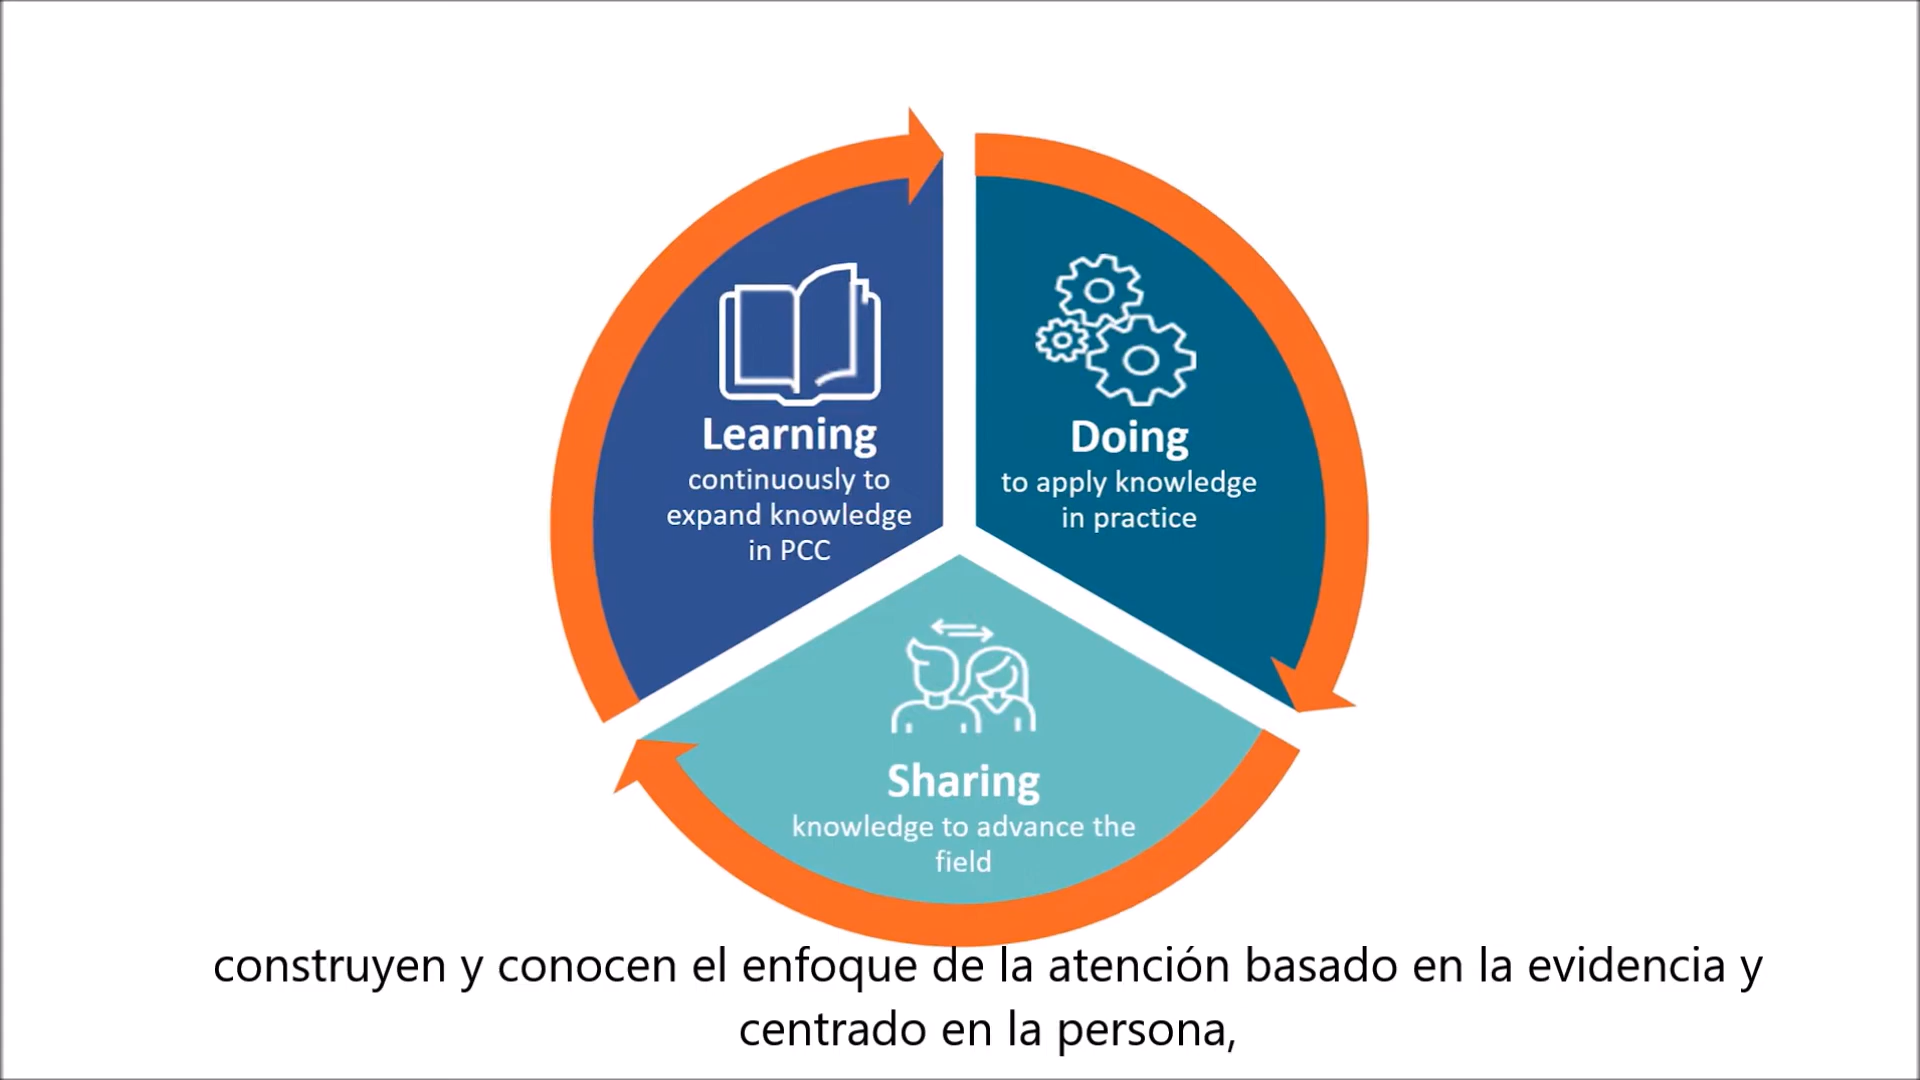 Learning
continuously to
expand knowledge
in PCC
Doing
to apply knowledge
in practice
Sharing
knowledge to advance the
field
construyen y conocen el enfoque de la atención basado en la evidencia y
centrado en la persona,